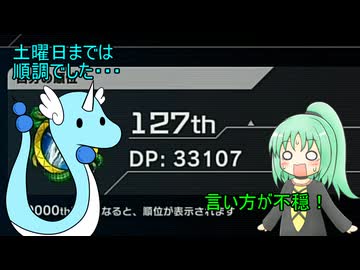 土曜日までは
順調でした・・・
127th
DP: 33107
000th
なると、順位が表示されます
言い方が不穏！